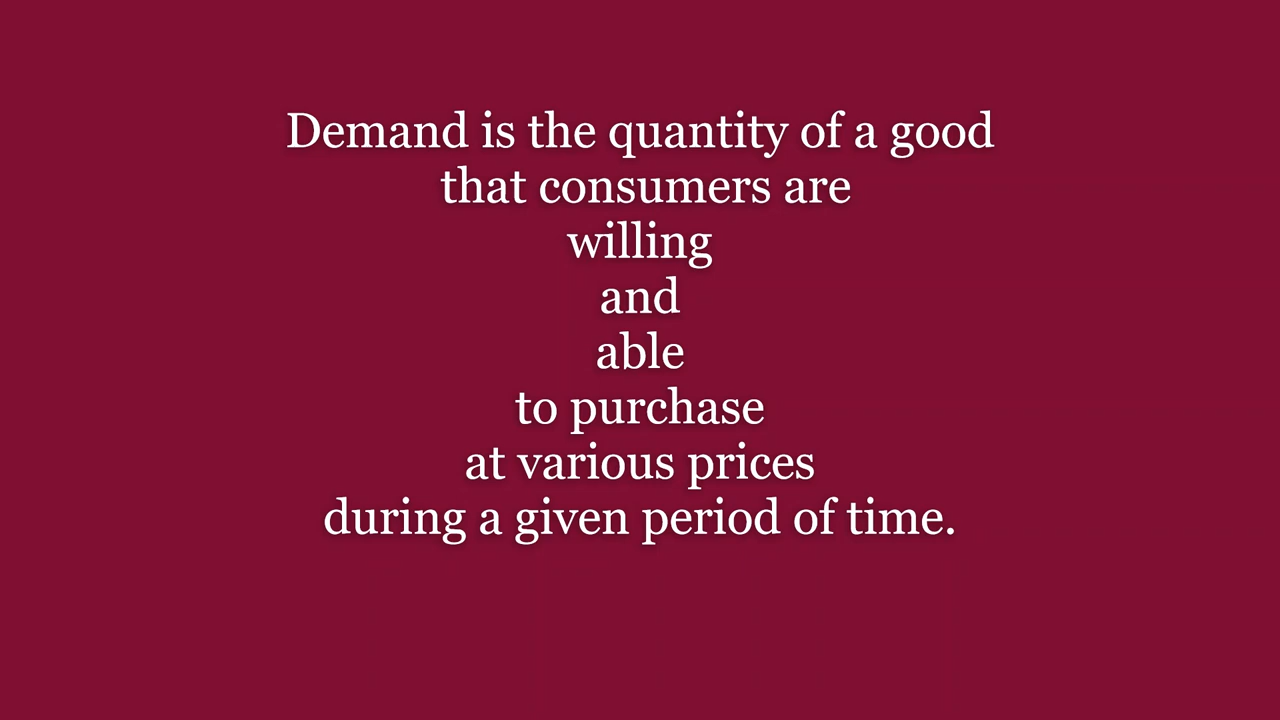 Demand is the quantity of a good
that consumers are
willing
and
able
to purchase
at various prices
during a given period of time.